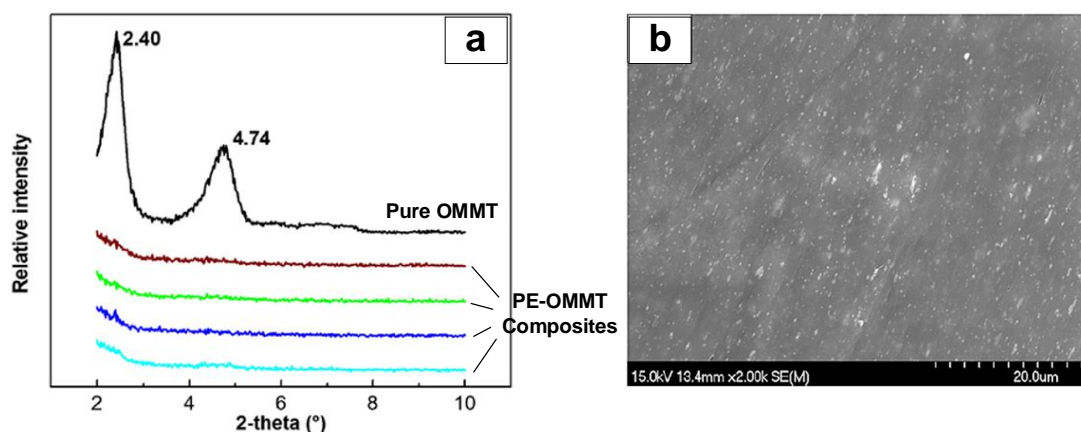 a
2.40
4.74
Pure OMMT
PE-OMMT
Composites
Relative intensity
2 4 6 8 10
2-theta (°)
b
15.0kV 13.4mm x2.00k SE(M)
20.0um